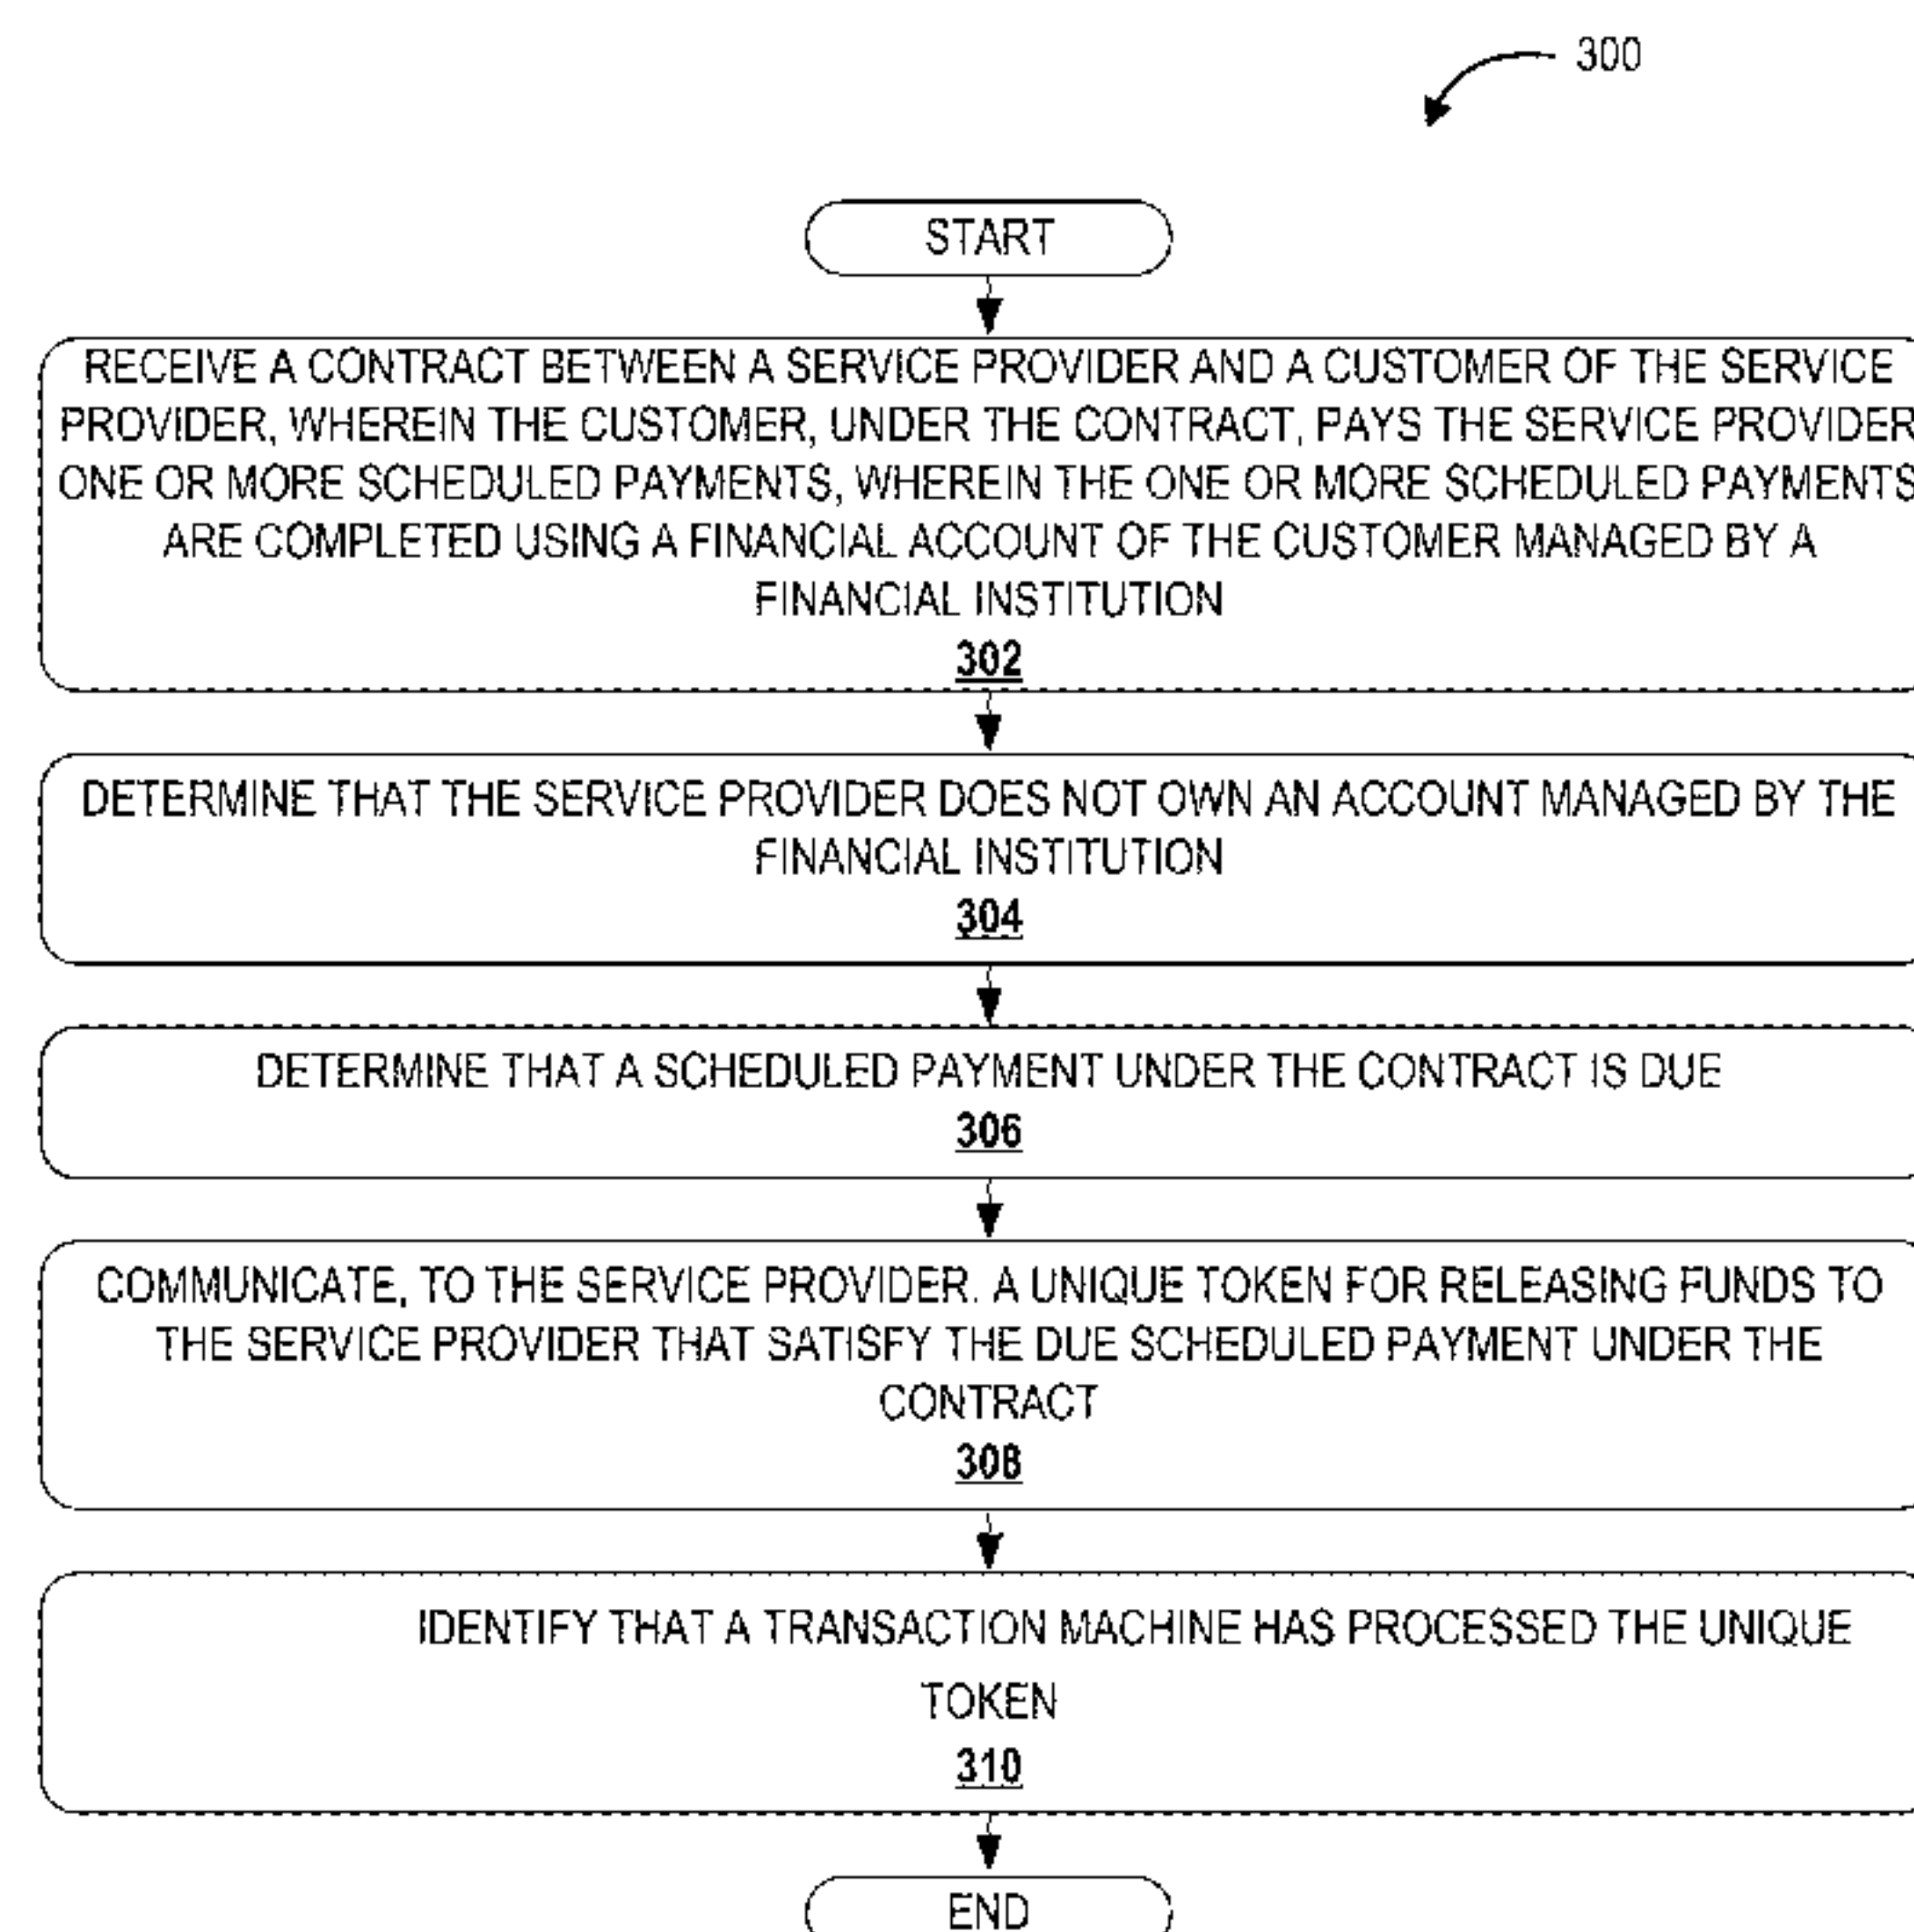 300
START
RECEIVE A CONTRACT BETWEEN A SERVICE PROVIDER AND A CUSTOMER OF THE SERVICE
PROVIDER, WHEREIN THE CUSTOMER, UNDER THE CONTRACT, PAYS THE SERVICE PROVIDER
ONE OR MORE SCHEDULED PAYMENTS, WHEREIN THE ONE OR MORE SCHEDULED PAYMENTS
ARE COMPLETED USING A FINANCIAL ACCOUNT OF THE CUSTOMER MANAGED BY A
FINANCIAL INSTITUTION
302
DETERMINE THAT THE SERVICE PROVIDER DOES NOT OWN AN ACCOUNT MANAGED BY THE
FINANCIAL INSTITUTION
304
DETERMINE THAT A SCHEDULED PAYMENT UNDER THE CONTRACT IS DUE
306
COMMUNICATE, TO THE SERVICE PROVIDER, A UNIQUE TOKEN FOR RELEASING FUNDS TO
THE SERVICE PROVIDER THAT SATISFY THE DUE SCHEDULED PAYMENT UNDER THE
CONTRACT
308
IDENTIFY THAT A TRANSACTION MACHINE HAS PROCESSED THE UNIQUE
TOKEN
310
END